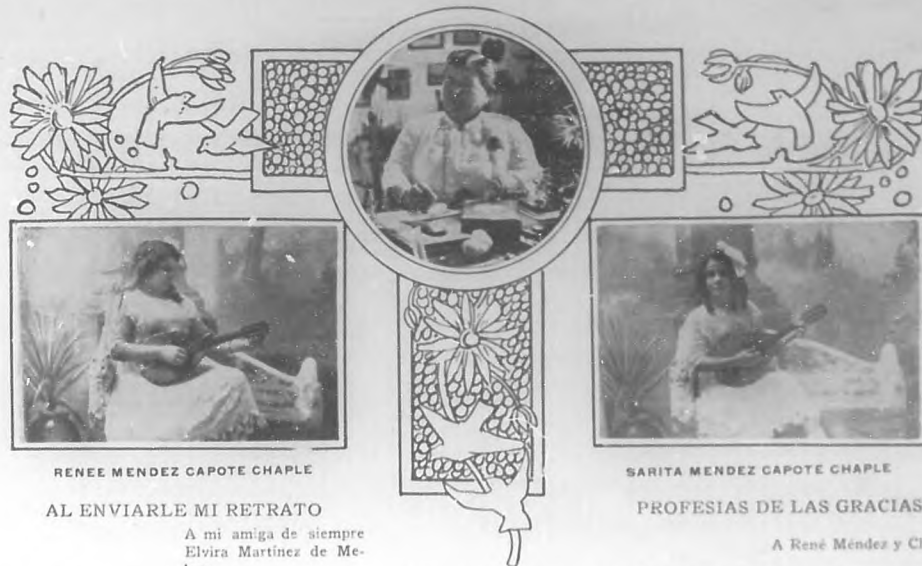 RENEE MENDEZ CAPOTE CHAPLE
AL ENVIARLE MI RETRATO
A mi amiga de siempre
Elvira Martínez de Me-
SARITA MENDEZ CAPOTE CHAPLE
PROFESIAS DE LAS GRACIAS
A René Méndez y